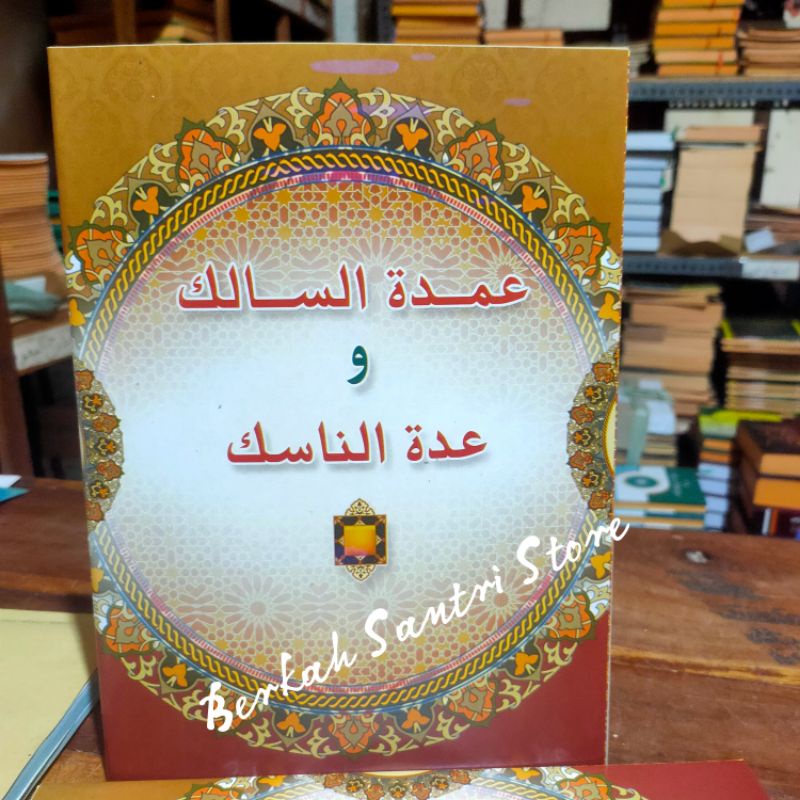 عمدة السالك
و
عدة الناسك
Berkah Santri Store